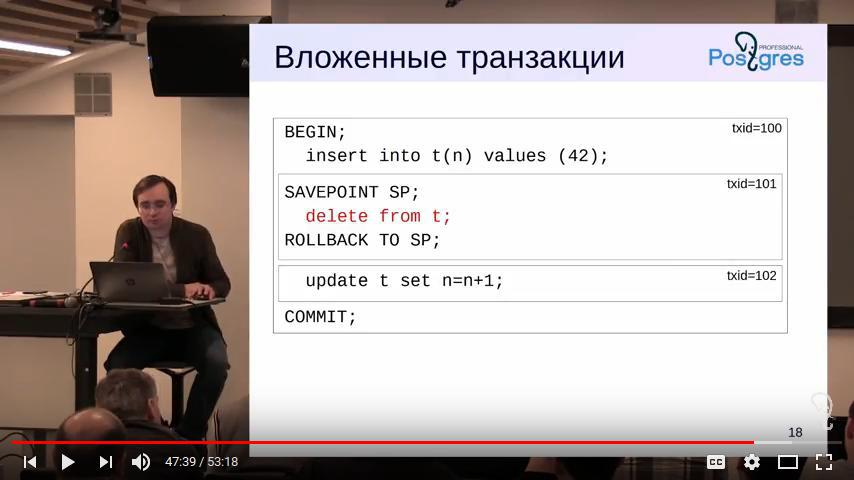 Вложенные транзакции
PROFESSIONAL
Postgres
BEGIN;
txid=100
insert into t(n) values (42);
SAVEPOINT SP;
txid=101
delete from t;
ROLLBACK TO SP;
update t set n=n+1;
txid=102
COMMIT;
18
47:39 / 53:18
CC